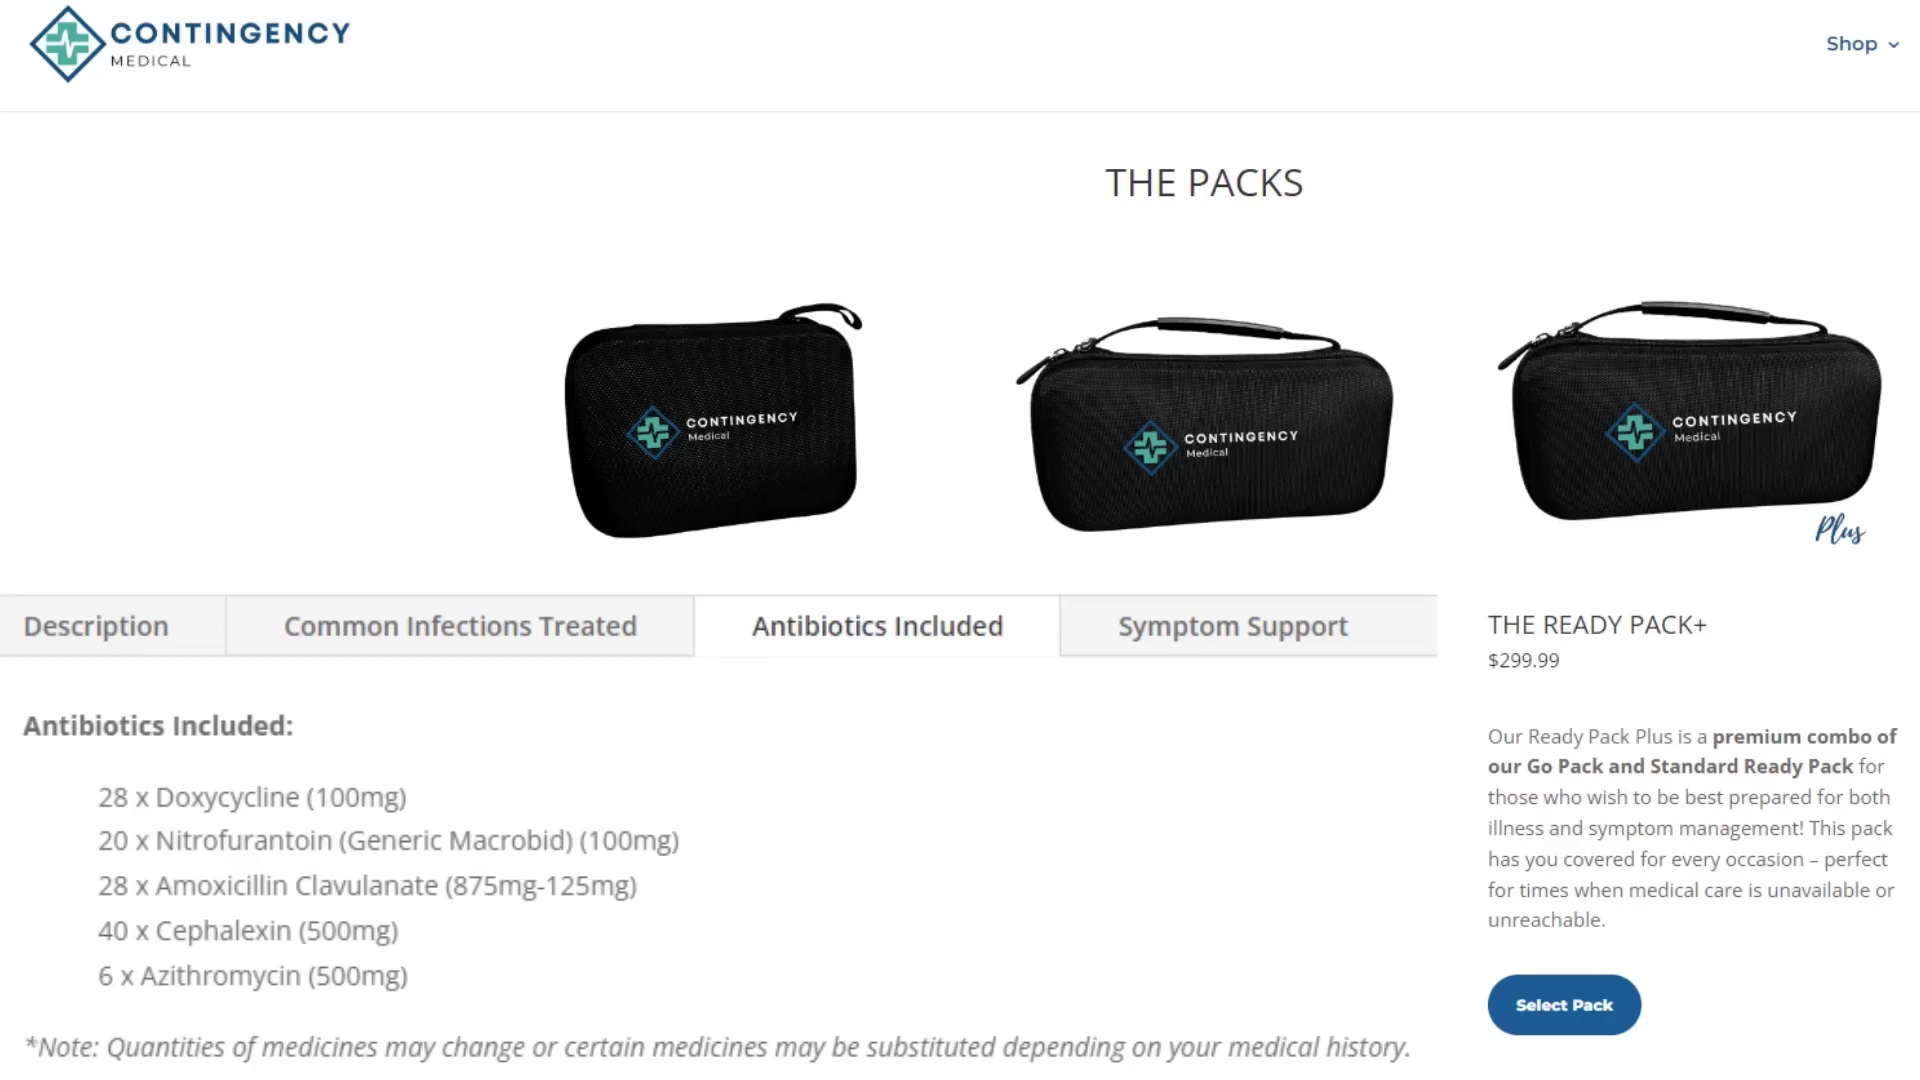 CONTINGENCY
MEDICAL
Shop
THE PACKS
CONTINGENCY
Medical
CONTINGENCY
Medical
CONTINGENCY
Medical
Plus
Description
Common Infections Treated
Antibiotics Included
Symptom Support
Antibiotics Included:
28 x Doxycycline (100mg)
20 x Nitrofurantoin (Generic Macrobid) (100mg)
28 x Amoxicillin Clavulanate (875mg-125mg)
40 x Cephalexin (500mg)
6 x Azithromycin (500mg)
*Note: Quantities of medicines may change or certain medicines may be substituted depending on your medical history.
THE READY PACK+
$299.99
Our Ready Pack Plus is a premium combo of
our Go Pack and Standard Ready Pack for
those who wish to be best prepared for both
illness and symptom management! This pack
has you covered for every occasion – perfect
for times when medical care is unavailable or
unreachable.
Select Pack